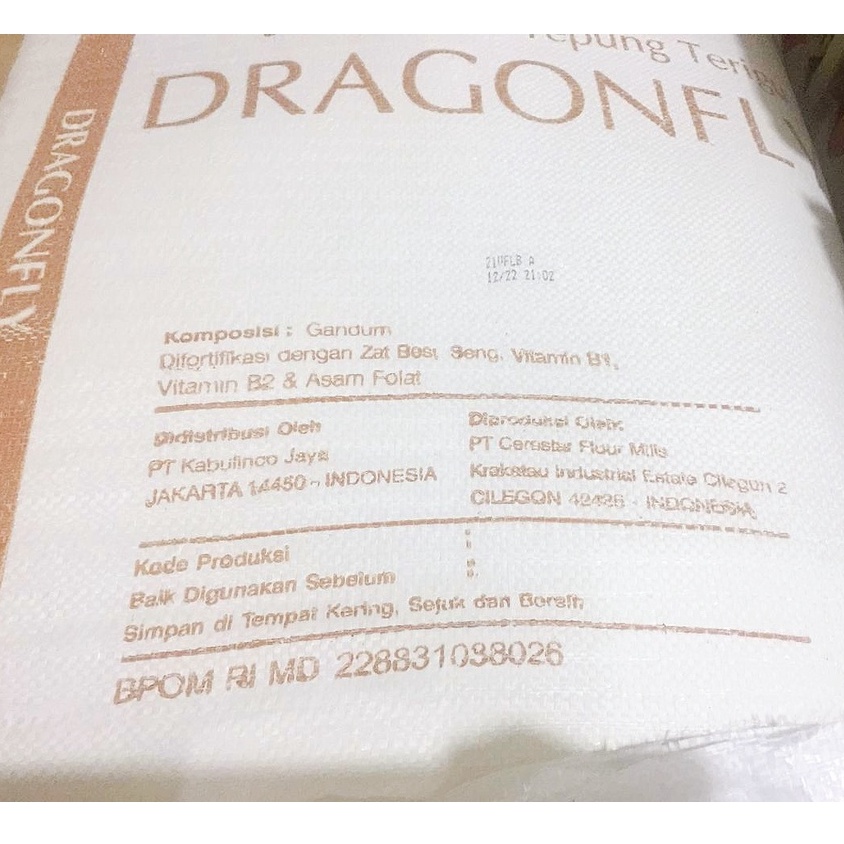 Tepung Terigu
DRAGONFLY
DRAGONFLY
12/22 21:02
Komposisi : Gandum
Difortifikasi dengan Zat Besi, Seng, Vitamin B1,
Vitamin B2 & Asam Folat
Didistribusi Oleh
PT Kabulinco Jaya
JAKARTA 14450 - INDONESIA
Diproduksi Oleh:
PT Cerestar Flour Mills
Krakatau Industrial Estate Cilegon 2
CILEGON 42435 - INDONESIA
Kode Produksi :
Baik Digunakan Sebelum :
Simpan di Tempat Kering, Sejuk dan Bersih
BPOM RI MD 228831038026